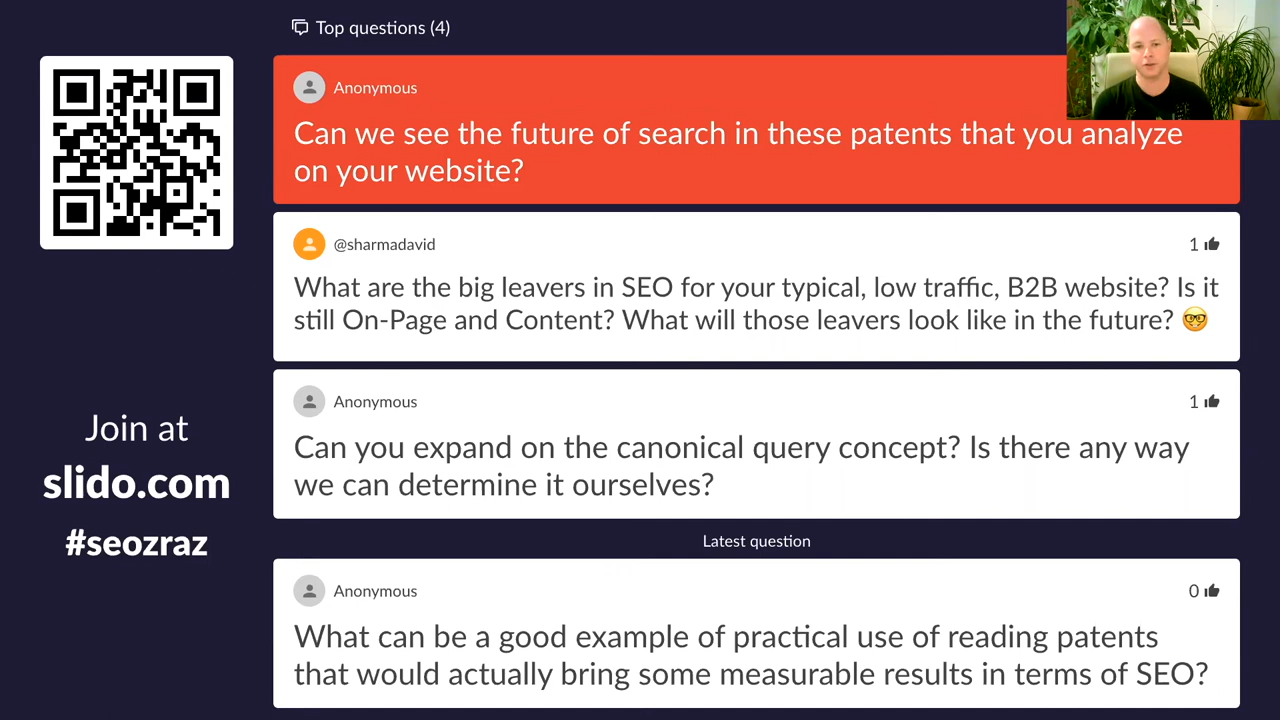 Top questions (4)
Anonymous
Can we see the future of search in these patents that you analyze
on your website?
@sharmadavid
1
What are the big leavers in SEO for your typical, low traffic, B2B website? Is it
still On-Page and Content? What will those leavers look like in the future? 🤓
Anonymous
1
Can you expand on the canonical query concept? Is there any way
we can determine it ourselves?
Latest question
Anonymous
0
What can be a good example of practical use of reading patents
that would actually bring some measurable results in terms of SEO?
Join at
slido.com
#seozraz